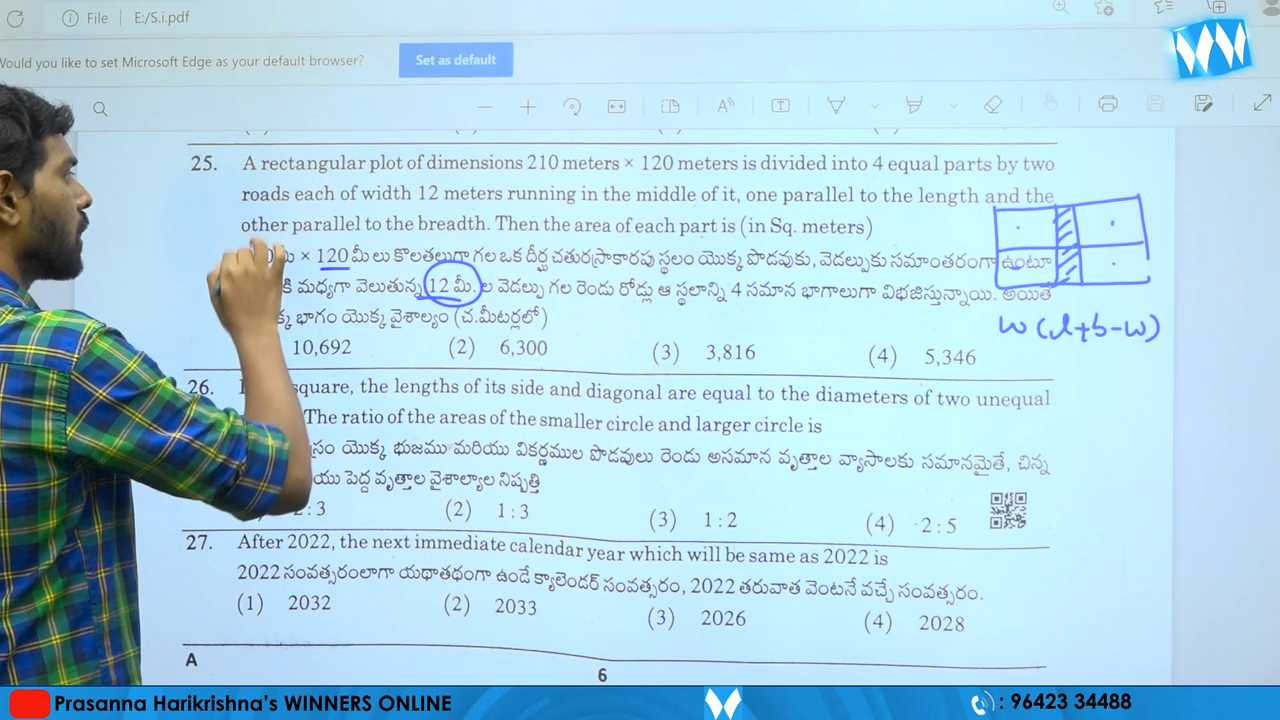 File | E:/S.i.pdf
Would you like to set Microsoft Edge as your default browser? Set as default
25. A rectangular plot of dimensions 210 meters × 120 meters is divided into 4 equal parts by two
roads each of width 12 meters running in the middle of it, one parallel to the length and the
other parallel to the breadth. Then the area of each part is (in Sq. meters)
× 120 మీ లు కొలతలుగా గల ఒక దీర్ఘ చతురస్రాకారపు స్థలం యొక్క పొడవుకు, వెడల్పుకు సమాంతరంగా ఉంటూ
మధ్యగా వెలుతున్న 12 మీ. ల వెడల్పు గల రెండు రోడ్లు ఆ స్థలాన్ని 4 సమాన భాగాలుగా విభజిస్తున్నాయి. అయితే
భాగం యొక్క వైశాల్యం (చ.మీటర్లలో)
w (l+b-w)
10,692 (2) 6,300 (3) 3,816 (4) 5,346
26. square, the lengths of its side and diagonal are equal to the diameters of two unequal
The ratio of the areas of the smaller circle and larger circle is
యొక్క భుజము మరియు వికర్ణముల పొడవులు రెండు అసమాన వృత్తాల వ్యాసాలకు సమానమైతే, చిన్న
పెద్ద వృత్తాల వైశాల్యాల నిష్పత్తి
2 : 3 (2) 1 : 3 (3) 1 : 2 (4) 2 : 5
27. After 2022, the next immediate calendar year which will be same as 2022 is
2022 సంవత్సరంలాగా యథాతథంగా ఉండే క్యాలెండర్ సంవత్సరం, 2022 తరువాత వెంటనే వచ్చే సంవత్సరం.
(1) 2032 (2) 2033 (3) 2026 (4) 2028
A 6
Prasanna Harikrishna's WINNERS ONLINE : 96423 34488